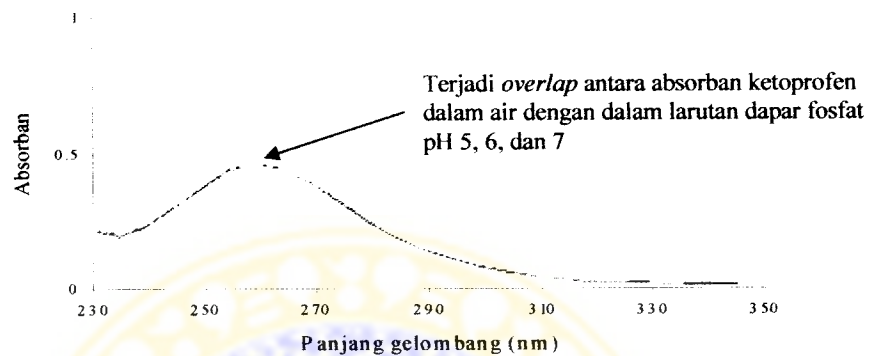 1
Terjadi overlap antara absorban ketoprofen
dalam air dengan dalam larutan dapar fosfat
pH 5, 6, dan 7
Absorban
0.5
0
230 250 270 290 310 330 350
Panjang gelombang (nm)